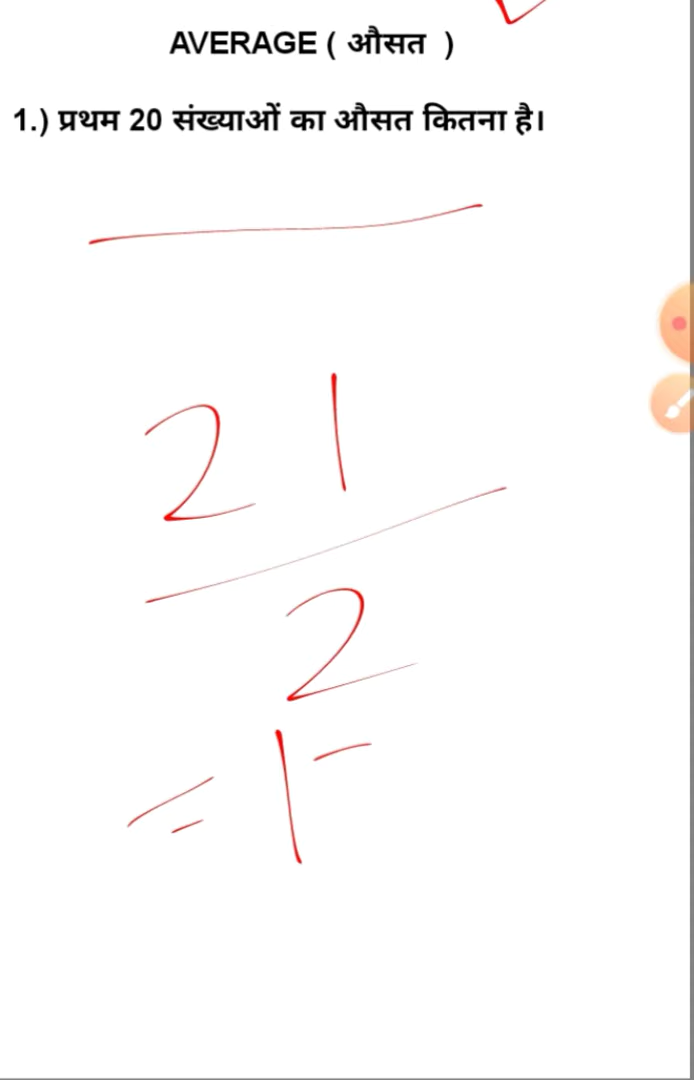 AVERAGE ( औसत )
1.) प्रथम 20 संख्याओं का औसत कितना है।
21
2
= 1